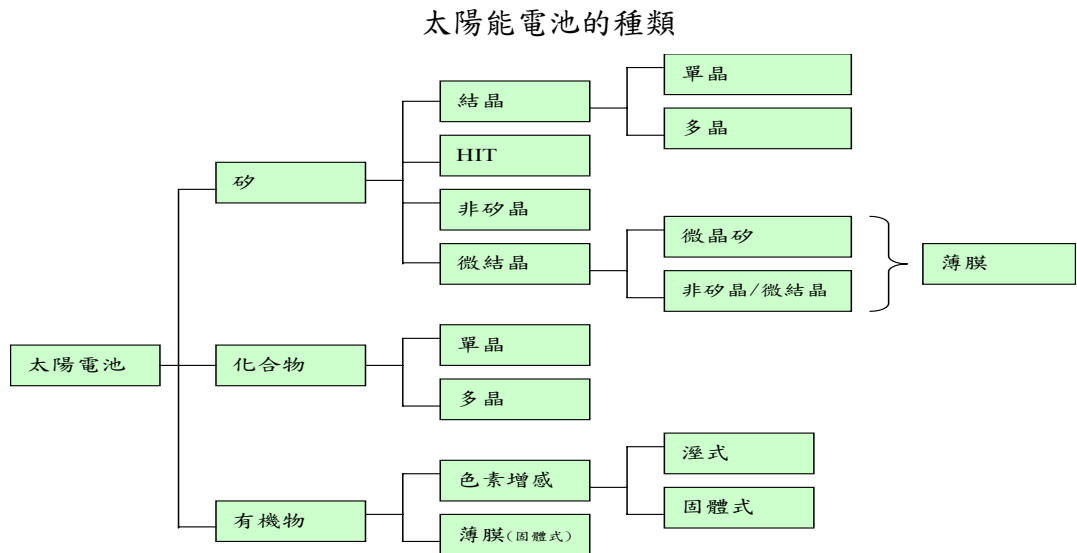 太陽能電池的種類
單晶
結晶
多晶
HIT
矽
非矽晶
微晶矽
微結晶
薄膜
非矽晶/微結晶
單晶
太陽電池
化合物
多晶
溼式
色素增感
固體式
有機物
薄膜(固體式)